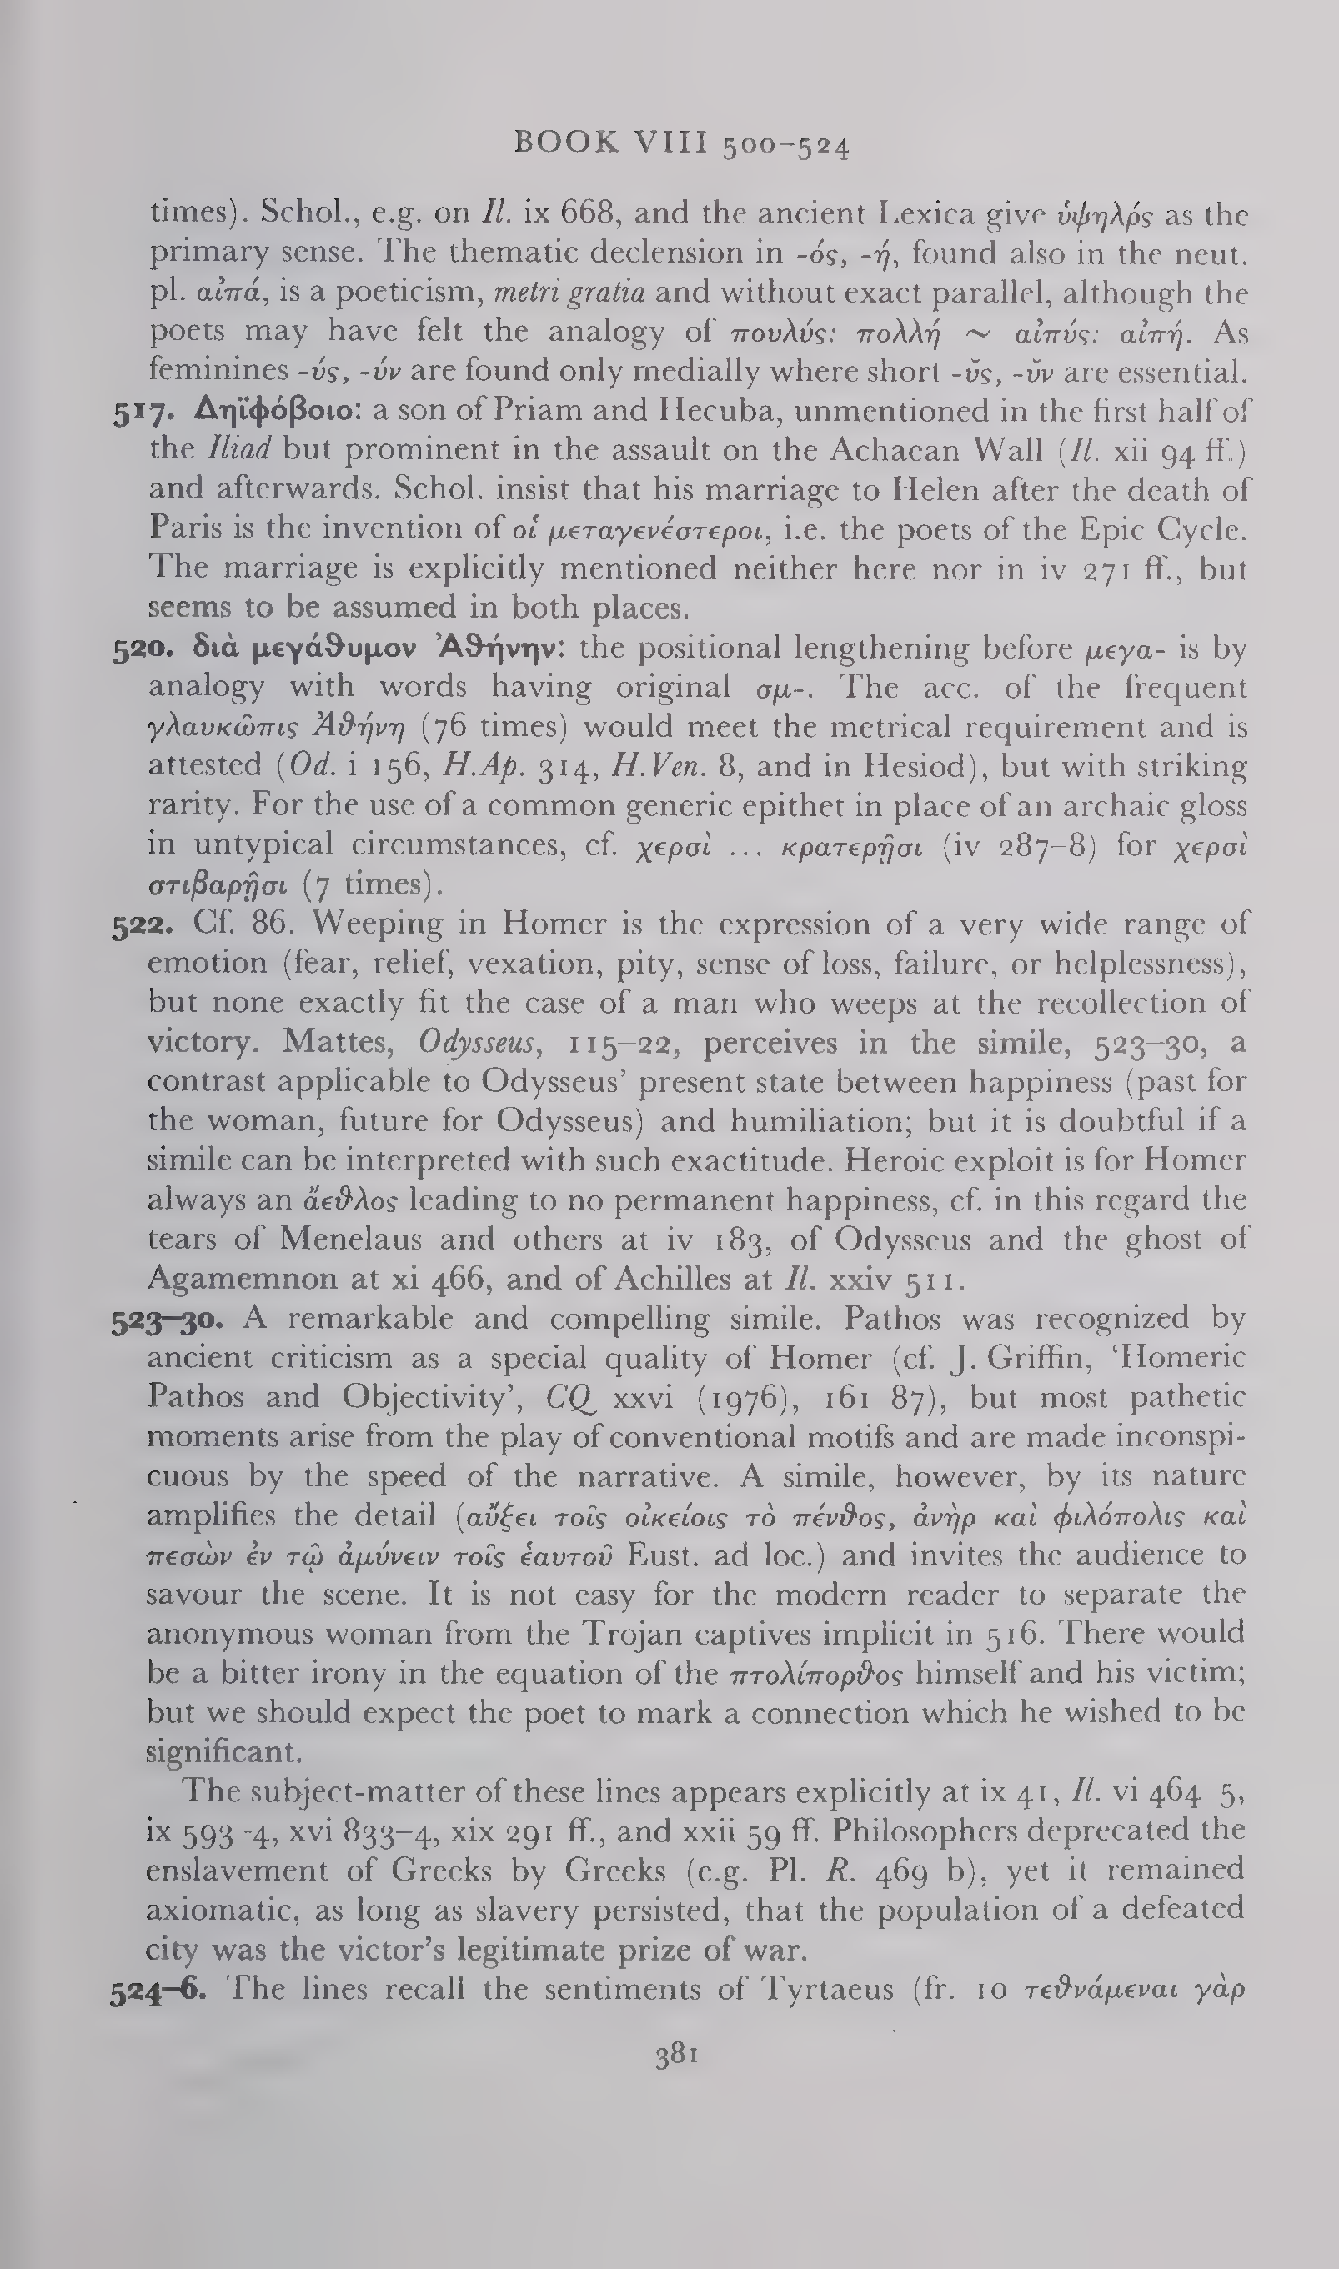 BOOK VIII 500–524
times). Schol., e.g. on Il. ix 668, and the ancient Lexica give ὑψηλρς as the
primary sense. The thematic declension in -ός, -ή, found also in the neut.
pl. αἰπά, is a poeticism, metri gratia and without exact parallel, although the
poets may have felt the analogy of πουλύς: πολλή ~ αἰπύς: αἰπή. As
feminines -ύς, -ύν are found only medially where short -ῡς, -ῡν are essential.
517. Δηϊφόβοιο: a son of Priam and Hecuba, unmentioned in the first half of
the Iliad but prominent in the assault on the Achaean Wall (Il. xii 94 ff.)
and afterwards. Schol. insist that his marriage to Helen after the death of
Paris is the invention of οἱ μεταγενέστεροι, i.e. the poets of the Epic Cycle.
The marriage is explicitly mentioned neither here nor in iv 271 ff., but
seems to be assumed in both places.
520. διὰ μεγάϑυμον Ἀϑήνην: the positional lengthening before μεγα- is by
analogy with words having original σμ-. The acc. of the frequent
γλαυκῶπις Ἀϑήνη (76 times) would meet the metrical requirement and is
attested (Od. i 156, H.Ap. 314, H.Ven. 8, and in Hesiod), but with striking
rarity. For the use of a common generic epithet in place of an archaic gloss
in untypical circumstances, cf. χερσὶ ... κρατερῇσι (iv 287–8) for χερσὶ
στιβαρῇσι (7 times).
522. Cf. 86. Weeping in Homer is the expression of a very wide range of
emotion (fear, relief, vexation, pity, sense of loss, failure, or helplessness),
but none exactly fit the case of a man who weeps at the recollection of
victory. Mattes, Odysseus, 115–22, perceives in the simile, 523–30, a
contrast applicable to Odysseus’ present state between happiness (past for
the woman, future for Odysseus) and humiliation; but it is doubtful if a
simile can be interpreted with such exactitude. Heroic exploit is for Homer
always an ἄεϑλος leading to no permanent happiness, cf. in this regard the
tears of Menelaus and others at iv 183, of Odysseus and the ghost of
Agamemnon at xi 466, and of Achilles at Il. xxiv 511.
523–30. A remarkable and compelling simile. Pathos was recognized by
ancient criticism as a special quality of Homer (cf. J. Griffin, ‘Homeric
Pathos and Objectivity’, CQ xxvi (1976), 161 87), but most pathetic
moments arise from the play of conventional motifs and are made inconspi-
cuous by the speed of the narrative. A simile, however, by its nature
amplifies the detail (αὔξει τοῖς οἰκείοις τὸ πένϑος, ἀνὴρ καὶ φιλόπολις καὶ
πεσὼν ἐν τῷ ἀμύνειν τοῖς ἑαυτοῦ Eust. ad loc.) and invites the audience to
savour the scene. It is not easy for the modern reader to separate the
anonymous woman from the Trojan captives implicit in 516. There would
be a bitter irony in the equation of the πτολίπορϑος himself and his victim;
but we should expect the poet to mark a connection which he wished to be
significant.
The subject-matter of these lines appears explicitly at ix 41, Il. vi 464 5,
ix 593–4, xvi 833–4, xix 291 ff., and xxii 59 ff. Philosophers deprecated the
enslavement of Greeks by Greeks (e.g. Pl. R. 469 b), yet it remained
axiomatic, as long as slavery persisted, that the population of a defeated
city was the victor’s legitimate prize of war.
524–6. The lines recall the sentiments of Tyrtaeus (fr. 10 τεϑνάμεναι γὰρ
381